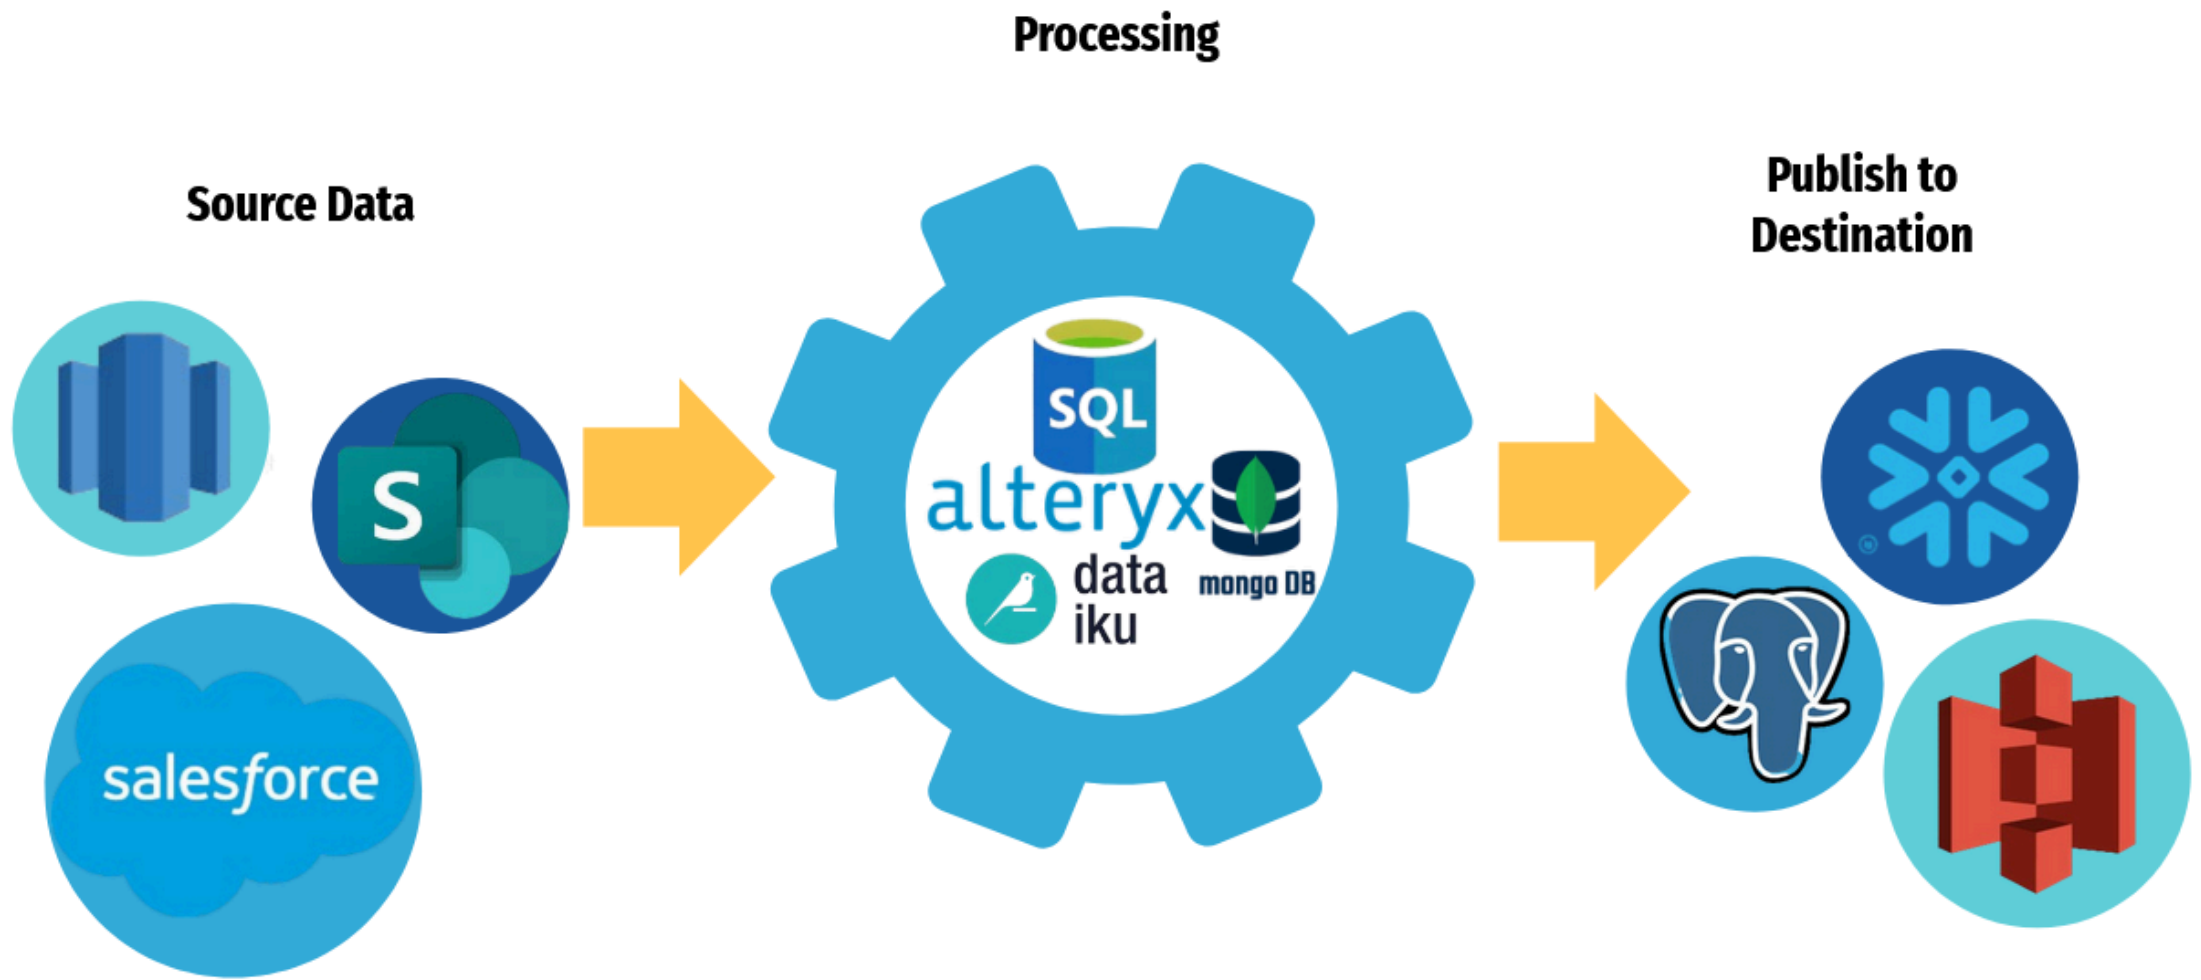 Processing
Source Data
Publish to
Destination
SQL
alteryx
data
iku
mongo DB
S
salesforce